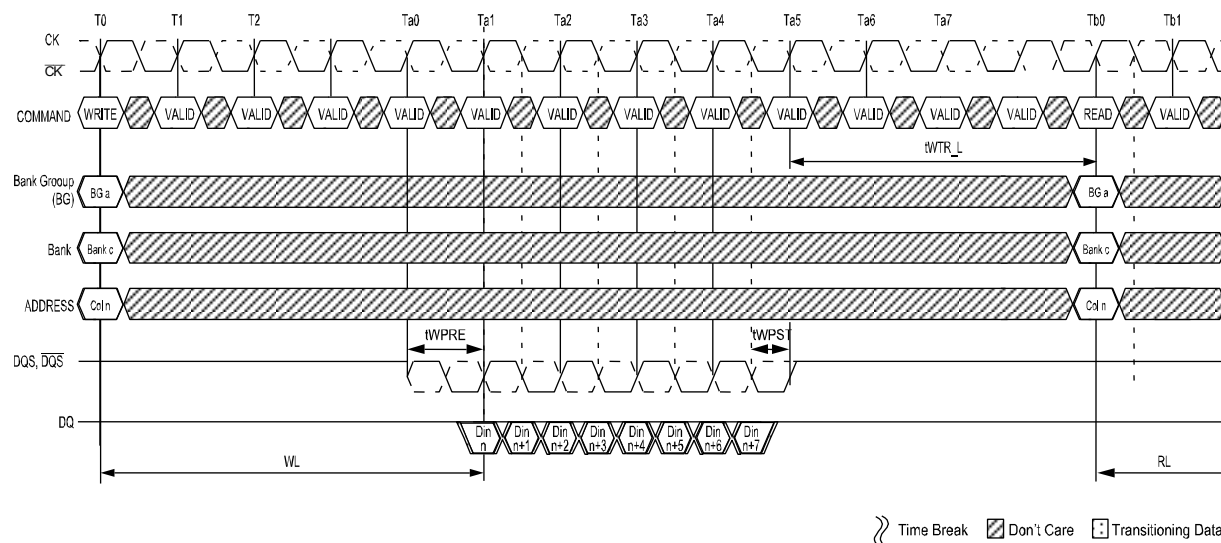 T0 T1 T2 Ta0 Ta1 Ta2 Ta3 Ta4 Ta5 Ta6 Ta7 Tb0 Tb1
CK
CK
COMMAND WRITE VALID VALID VALID VALID VALID VALID VALID VALID VALID VALID VALID VALID READ VALID
tWTR_L
Bank Grooup
(BG)
BG a BG a
Bank Bank c Bank c
ADDRESS Col n Col n
tWPRE tWPST
DQS, DQS
DQ
Din Din Din Din Din Din Din Din
n n+1 n+2 n+3 n+4 n+5 n+6 n+7
WL RL
Time Break Don't Care Transitioning Data